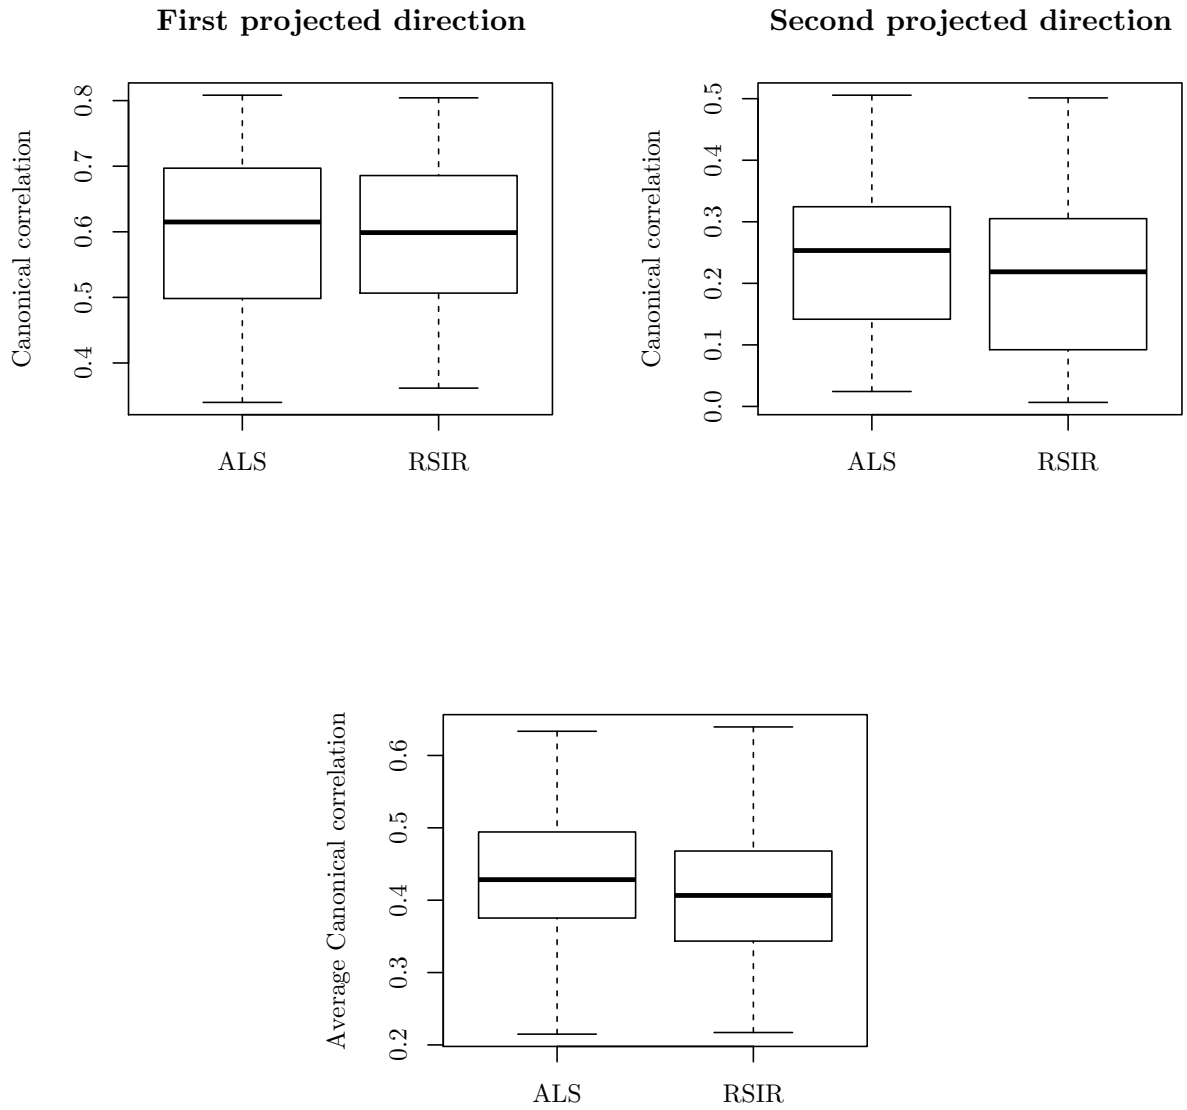 First projected direction
Canonical correlation
0.8
0.7
0.6
0.5
0.4
ALS
RSIR
Second projected direction
Canonical correlation
0.5
0.4
0.3
0.2
0.1
0.0
ALS
RSIR
Average Canonical correlation
0.6
0.5
0.4
0.3
0.2
ALS
RSIR